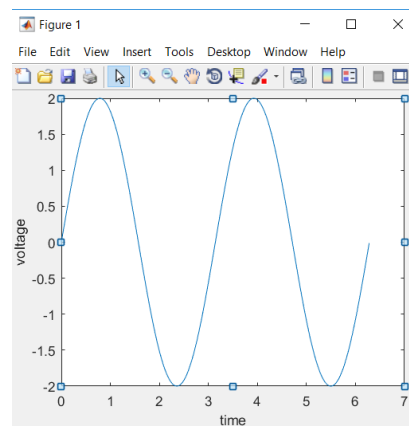 Figure 1
File Edit View Insert Tools Desktop Window Help
2
1.5
1
0.5
0
-0.5
-1
-1.5
-2
voltage
0 1 2 3 4 5 6 7
time